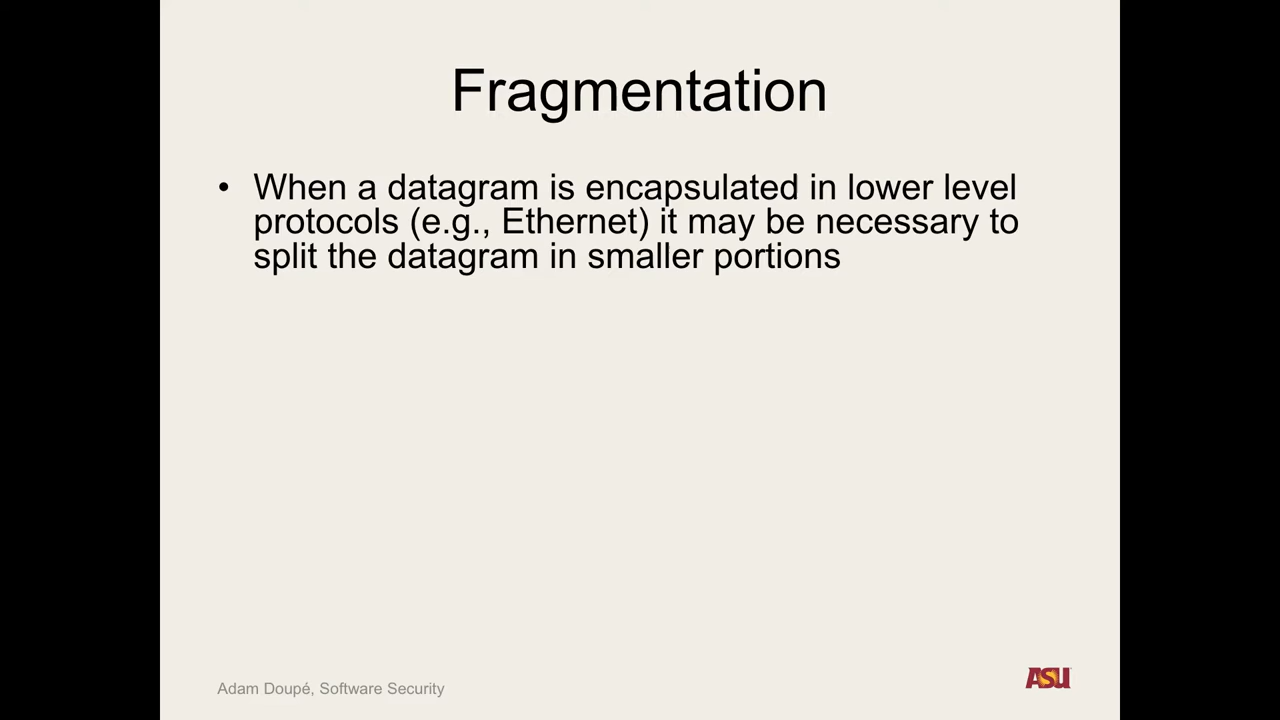 Fragmentation
• When a datagram is encapsulated in lower level
protocols (e.g., Ethernet) it may be necessary to
split the datagram in smaller portions
Adam Doupé, Software Security
ASU